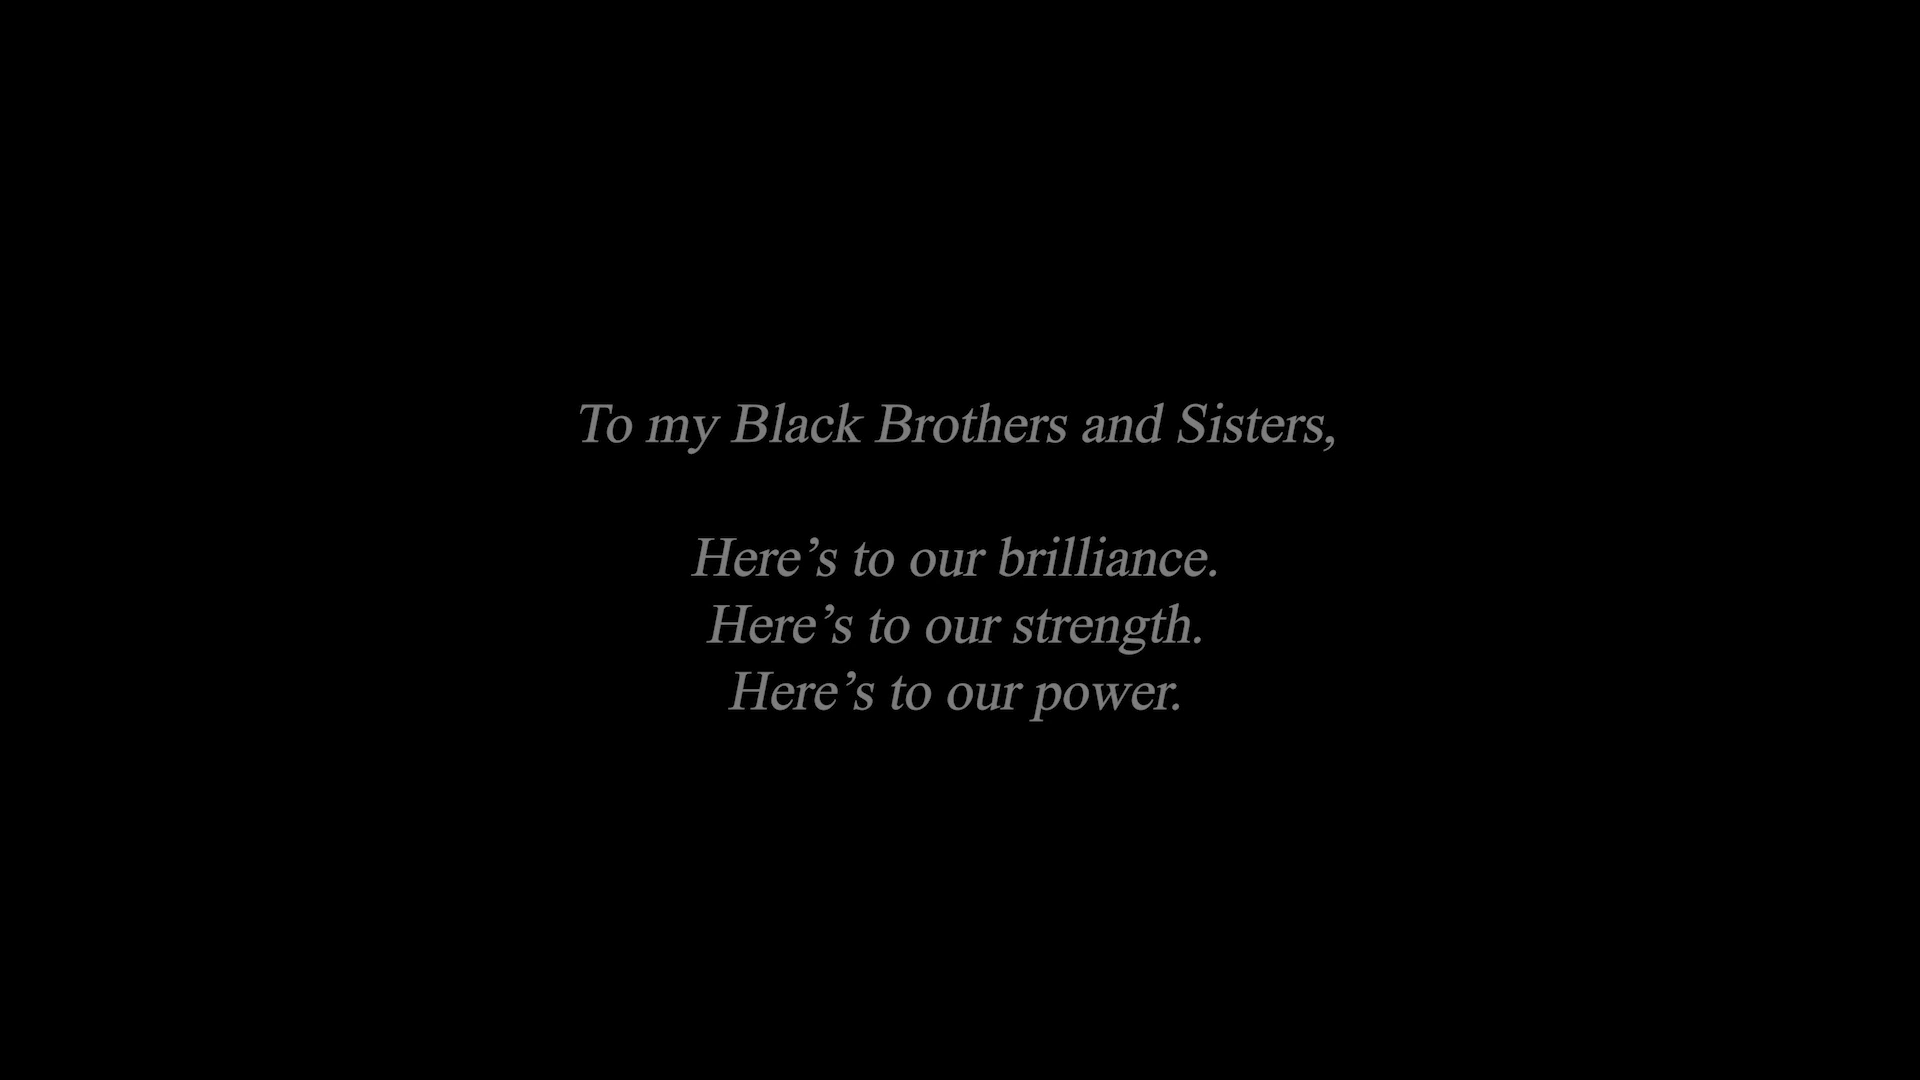 To my Black Brothers and Sisters,
Here’s to our brilliance.
Here’s to our strength.
Here’s to our power.